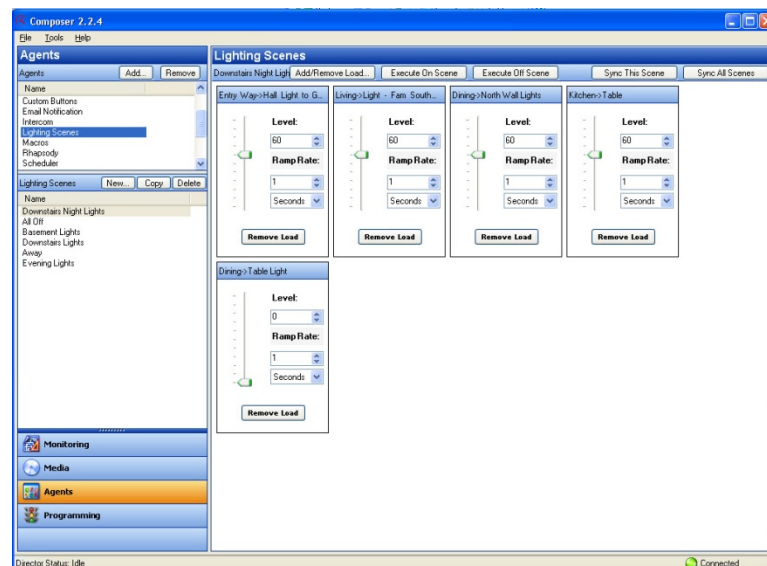 Composer 2.2.4
File Tools Help
Agents
Agents Add... Remove
Name
Custom Buttons
Email Notification
Intercom
Lighting Scenes
Macros
Rhapsody
Scheduler
Lighting Scenes New... Copy Delete
Name
Downstairs Night Lights
All Off
Basement Lights
Downstairs Lights
Away
Evening Lights
Monitoring
Media
Agents
Programming
Director Status: Idle
Lighting Scenes
Downstairs Night Ligh Add/Remove Load... Execute On Scene Execute Off Scene Sync This Scene Sync All Scenes
Entry Way->Hall Light to G...
Level:
60
Ramp Rate:
1
Seconds
Remove Load
Living->Light - Fam South...
Level:
60
Ramp Rate:
1
Seconds
Remove Load
Dining->North Wall Lights
Level:
60
Ramp Rate:
1
Seconds
Remove Load
Kitchen->Table
Level:
60
Ramp Rate:
1
Seconds
Remove Load
Dining->Table Light
Level:
0
Ramp Rate:
1
Seconds
Remove Load
Connected